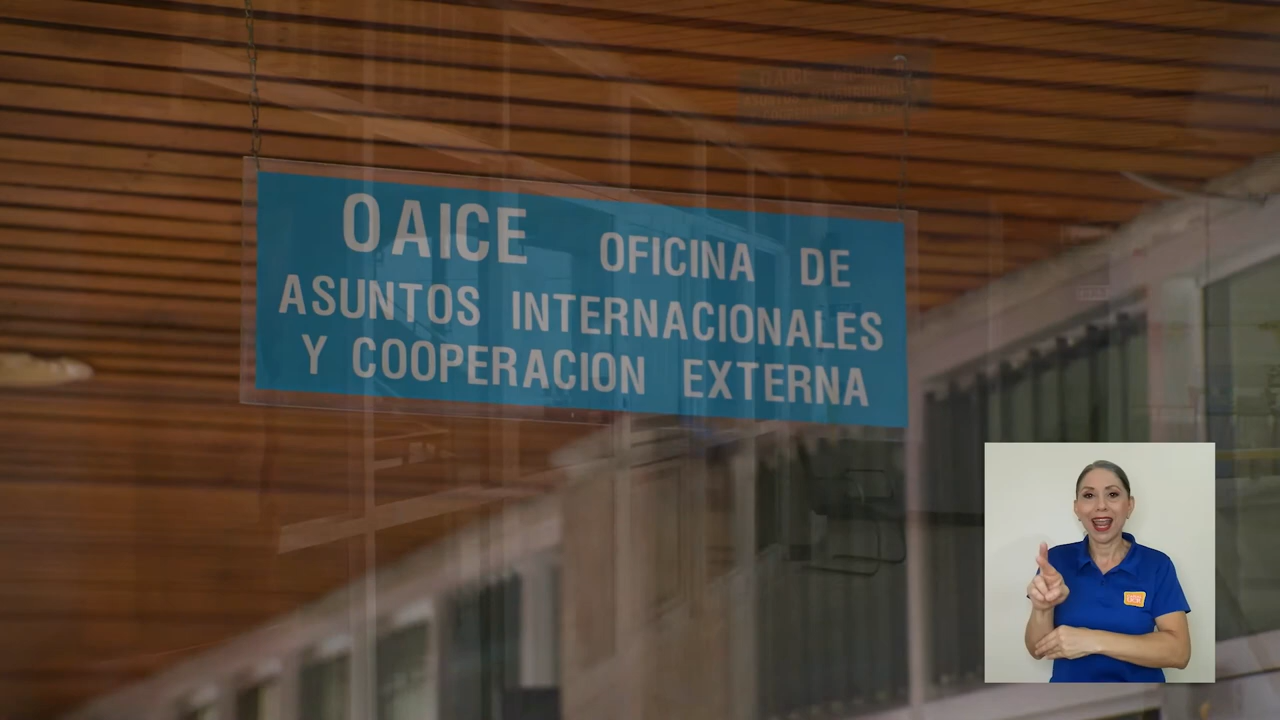 OAICE OFICINA DE
ASUNTOS INTERNACIONALES
Y COOPERACION EXTERNA